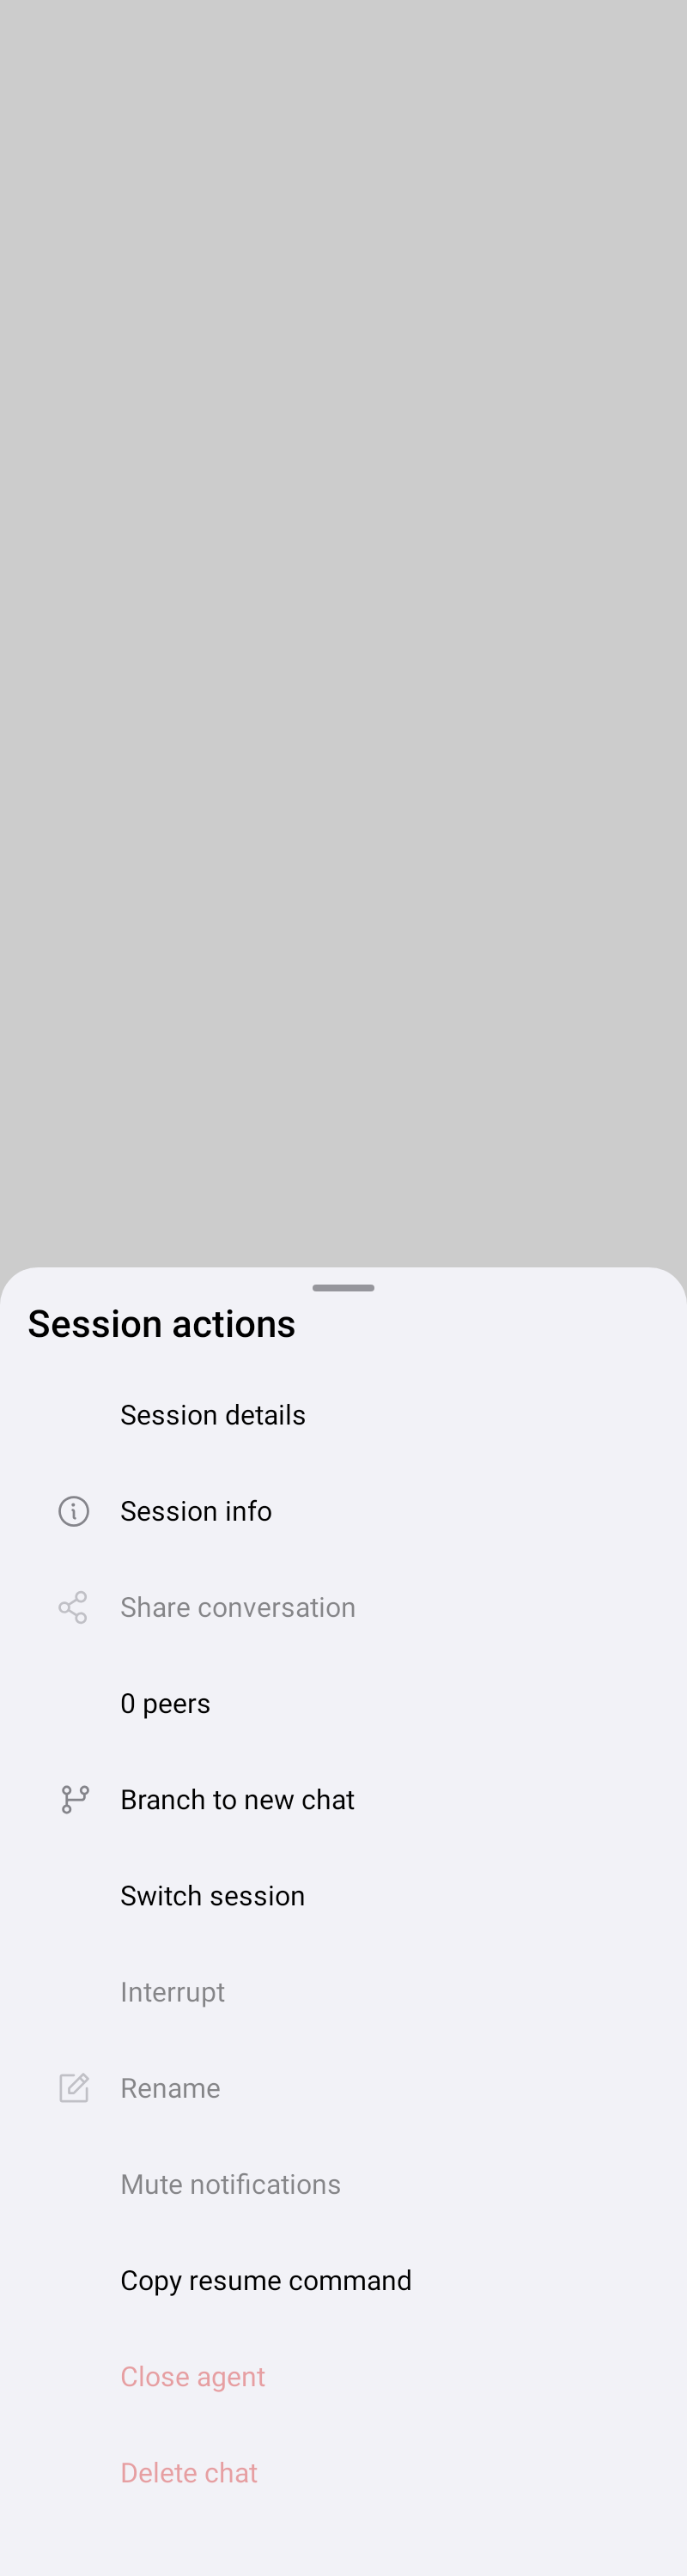 Session actions
Session details
Session info
Share conversation
0 peers
Branch to new chat
Switch session
Interrupt
Rename
Mute notifications
Copy resume command
Close agent
Delete chat